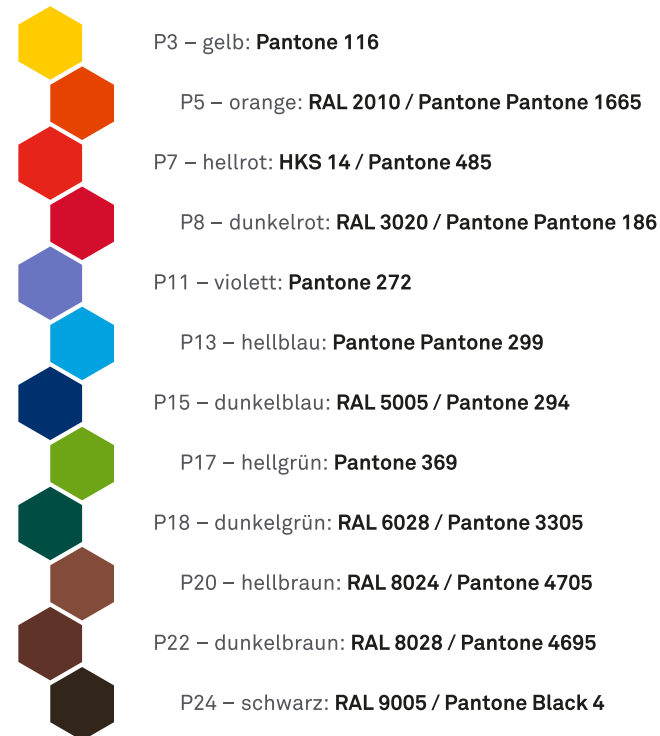 P3 – gelb: Pantone 116
P5 – orange: RAL 2010 / Pantone Pantone 1665
P7 – hellrot: HKS 14 / Pantone 485
P8 – dunkelrot: RAL 3020 / Pantone Pantone 186
P11 – violett: Pantone 272
P13 – hellblau: Pantone Pantone 299
P15 – dunkelblau: RAL 5005 / Pantone 294
P17 – hellgrün: Pantone 369
P18 – dunkelgrün: RAL 6028 / Pantone 3305
P20 – hellbraun: RAL 8024 / Pantone 4705
P22 – dunkelbraun: RAL 8028 / Pantone 4695
P24 – schwarz: RAL 9005 / Pantone Black 4